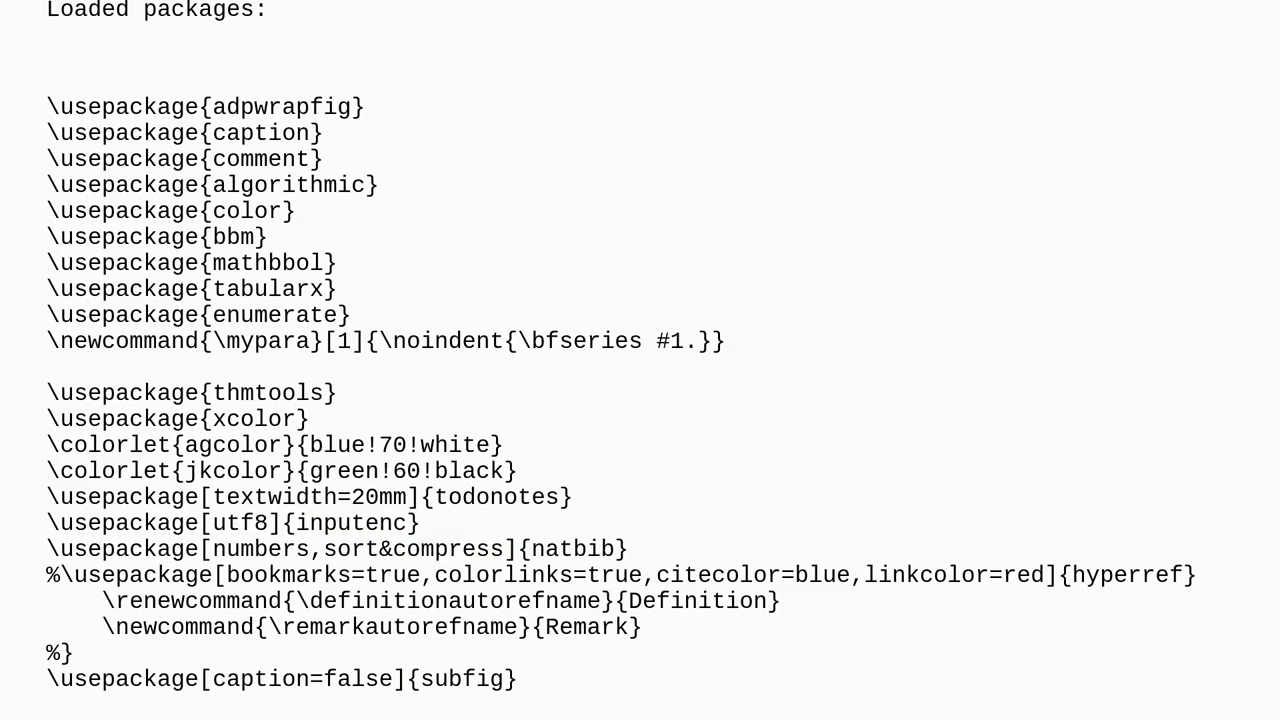 Loaded packages:
\usepackage{adpwrapfig}
\usepackage{caption}
\usepackage{comment}
\usepackage{algorithmic}
\usepackage{color}
\usepackage{bbm}
\usepackage{mathbbol}
\usepackage{tabularx}
\usepackage{enumerate}
\newcommand{\mypara}[1]{\noindent{\bfseries #1.}}
\usepackage{thmtools}
\usepackage{xcolor}
\colorlet{agcolor}{blue!70!white}
\colorlet{jkcolor}{green!60!black}
\usepackage[textwidth=20mm]{todonotes}
\usepackage[utf8]{inputenc}
\usepackage[numbers,sort&compress]{natbib}
%\usepackage[bookmarks=true,colorlinks=true,citecolor=blue,linkcolor=red]{hyperref}
    \renewcommand{\definitionautorefname}{Definition}
    \newcommand{\remarkautorefname}{Remark}
%}
\usepackage[caption=false]{subfig}